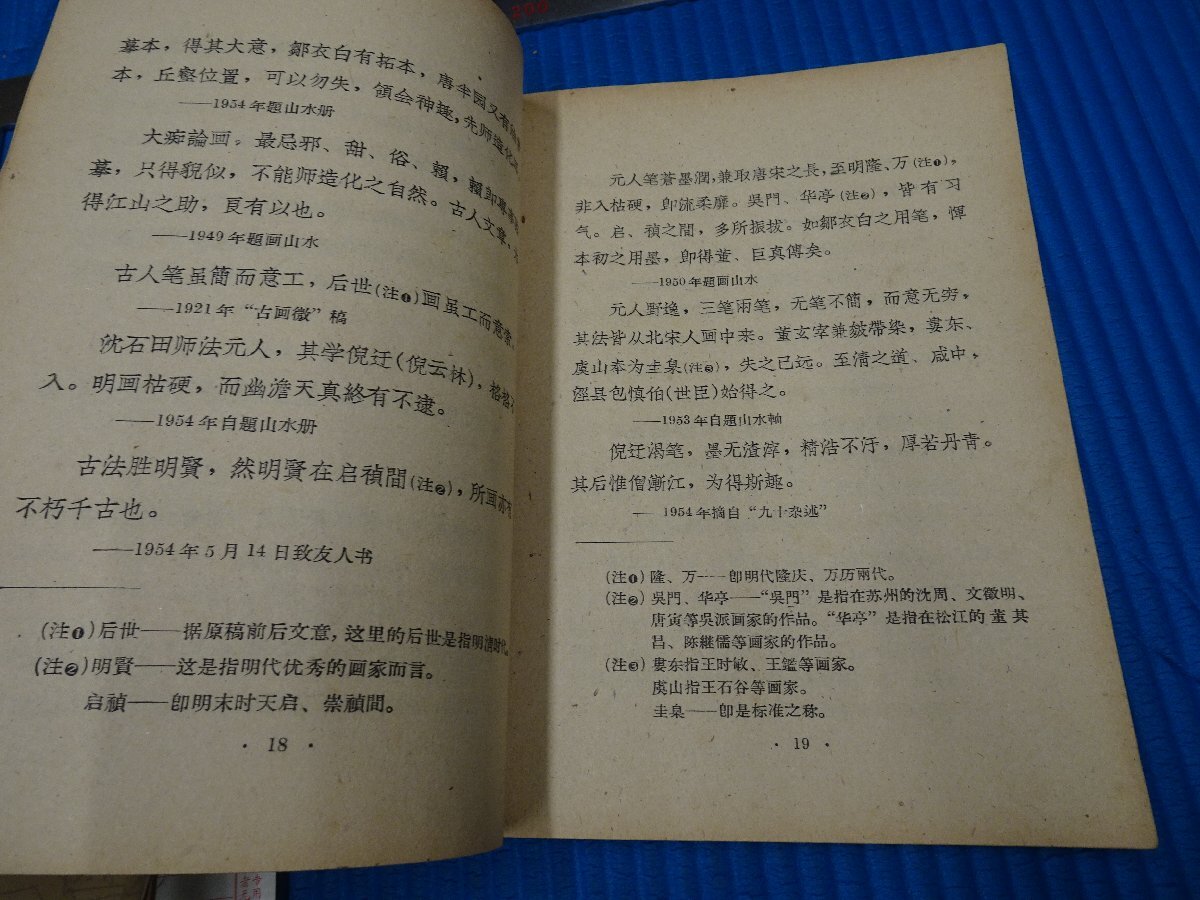 摹本，得其大意，鄒衣白有拓本，唐半园又有
本，丘壑位置，可以勿失，領会神趣，先师造化
——1954年題山水册
大痴論画。最忌邪、甜、俗、賴，賴卽專
摹，只得貌似，不能师造化之自然。古人文章，
得江山之助，良有以也。
——1949年題画山水
古人笔虽簡而意工，后世(注❶)画虽工而意索，
——1921年“古画微”稿
沈石田师法元人，其学倪迂(倪云林)，格格不
入。明画枯硬，而幽澹天真終有不逮。
——1954年自題山水册
古法胜明賢，然明賢在启禎間(注❷)，所画亦有
不朽千古也。
——1954年5月14日致友人书
(注❶)后世——据原稿前后文意，这里的后世是指明清时代。
(注❷)明賢——这是指明代优秀的画家而言。
启禎——卽明末时天启、崇禎間。
· 18 ·
元人笔蒼墨潤，兼取唐宋之長，至明隆、万(注❶)，
非入枯硬，卽流柔靡。吳門、华亭(注❷)，皆有习
气。启、禎之間，多所振拔。如鄒衣白之用笔，惲
本初之用墨，卽得董、巨真傳矣。
——1950年題画山水
元人野逸，三笔兩笔，无笔不簡，而意无穷，
其法皆从北宋人画中来。董玄宰兼皴帶染，婁东、
虞山奉为圭臬(注❸)，失之已远。至清之道、咸中，
涇县包慎伯(世臣)始得之。
——1953年自題山水軸
倪迂渴笔，墨无渣滓，精浩不汙，厚若丹青。
其后惟僧漸江，为得斯趣。
——1954年摘自“九十杂述”
(注❶)隆、万——卽明代隆庆、万历兩代。
(注❷)吳門、华亭——“吳門”是指在苏州的沈周、文徵明、
唐寅等吳派画家的作品。“华亭”是指在松江的董其
昌、陈継儒等画家的作品。
(注❸)婁东指王时敏、王鑑等画家。
虞山指王石谷等画家。
圭臬——卽是标准之称。
· 19 ·